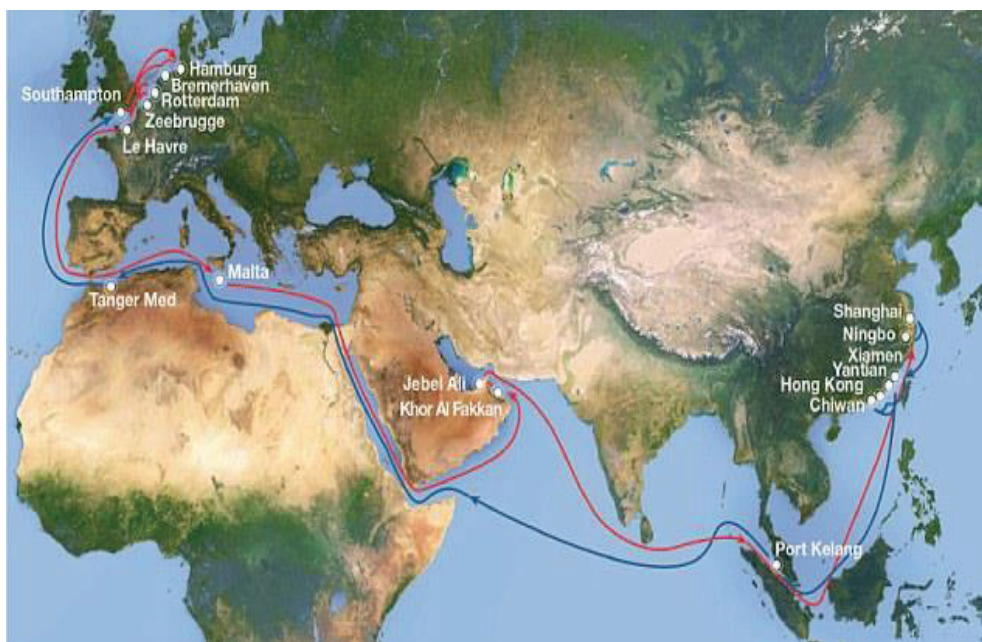 Hamburg
Bremerhaven
Southampton
Rotterdam
Zeebrugge
Le Havre
Malta
Tanger Med
Shanghai
Ningbo
Xiamen
Yantian
Jebel Ali
Hong Kong
Khor Al Fakkan
Chiwan
Port Kelang